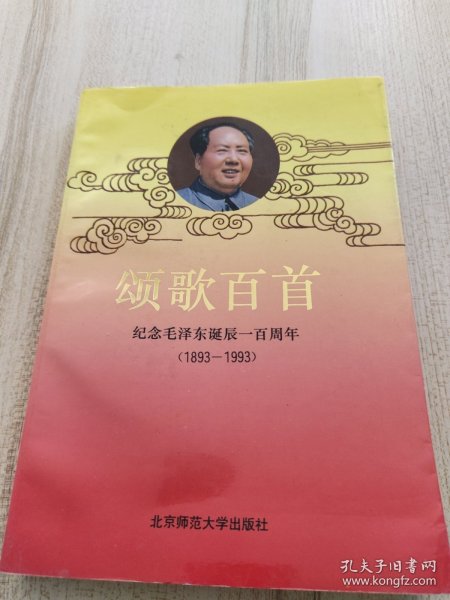 颂歌百首
纪念毛泽东诞辰一百周年
(1893—1993)
北京师范大学出版社
孔夫子旧书网
www.kongfz.com